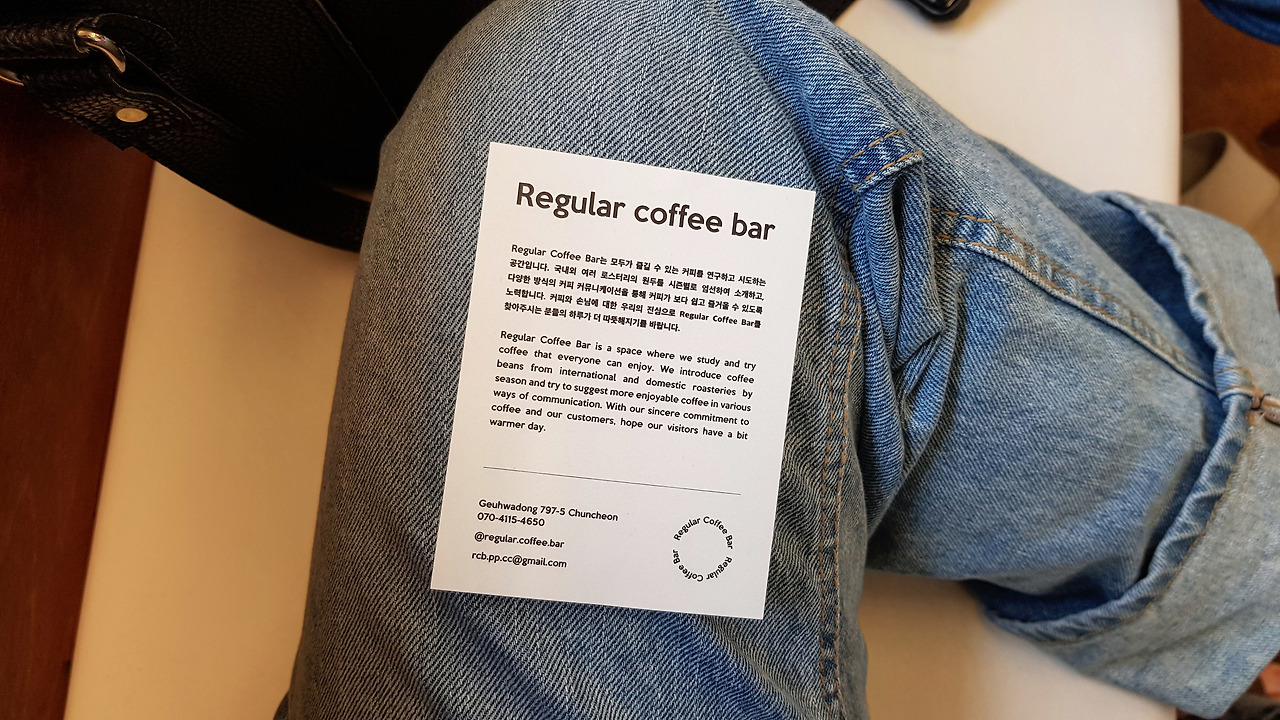 Regular coffee bar
Regular Coffee Bar는 모두가 즐길 수 있는 커피를 연구하고 시도하는
공간입니다. 국내외 여러 로스터리의 원두를 시즌별로 엄선하여 소개하고,
다양한 방식의 커피 커뮤니케이션을 통해 커피가 보다 쉽고 즐거울 수 있도록
노력합니다. 커피와 손님에 대한 우리의 진심으로 Regular Coffee Bar를
찾아주시는 분들의 하루가 더 따뜻해지기를 바랍니다.
Regular Coffee Bar is a space where we study and try
coffee that everyone can enjoy. We introduce coffee
beans from international and domestic roasteries by
season and try to suggest more enjoyable coffee in various
ways of communication. With our sincere commitment to
coffee and our customers, hope our visitors have a bit
warmer day.
Geuhwadong 797-5 Chuncheon
070-4115-4650
@regular.coffee.bar
rcb.pp.cc@gmail.com
Regular Coffee Bar Regular Coffee Bar